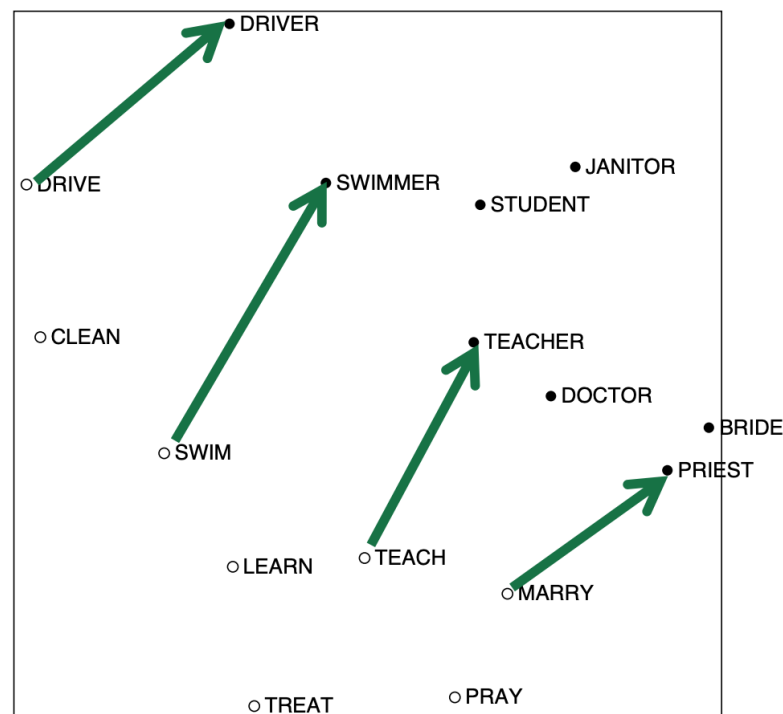 DRIVER
JANITOR
SWIMMER
DRIVE
STUDENT
CLEAN
TEACHER
DOCTOR
BRIDE
SWIM
PRIEST
TEACH
LEARN
MARRY
PRAY
TREAT